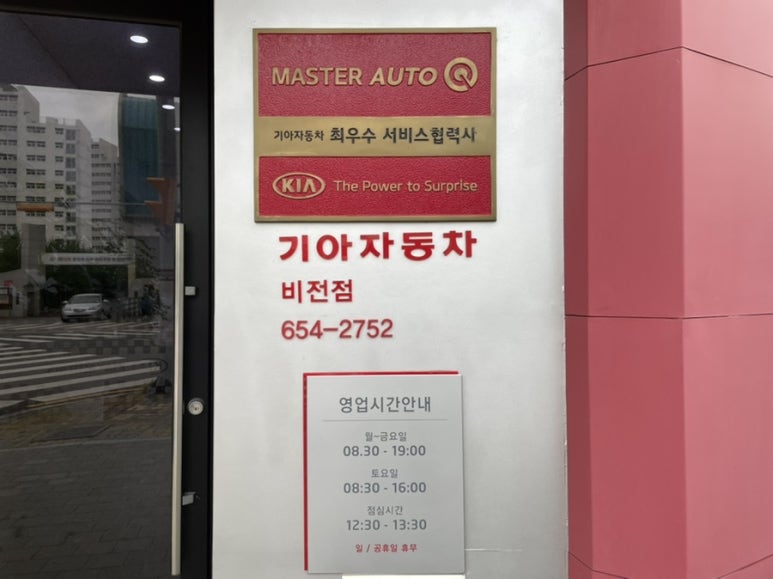 MASTER AUTO Q
기아자동차 최우수 서비스협력사
KIA The Power to Surprise
기아자동차
비전점
654-2752
영업시간안내
월-금요일
08.30 - 19:00
토요일
08:30 - 16:00
점심시간
12:30 - 13:30
일 / 공휴일 휴무